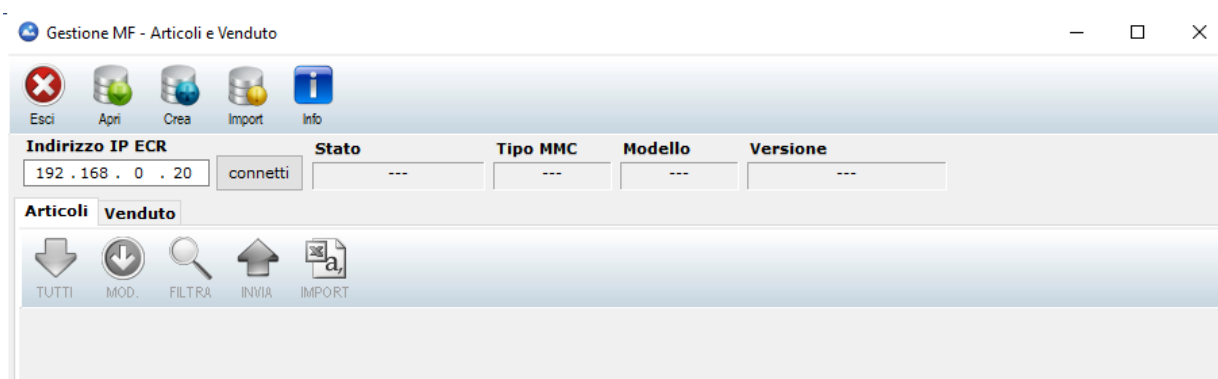 Gestione MF - Articoli e Venduto
Esci Apri Crea Import Info
Indirizzo IP ECR Stato Tipo MMC Modello Versione
192 . 168 . 0 . 20 connetti --- --- --- ---
Articoli Venduto
TUTTI MOD. FILTRA INVIA IMPORT